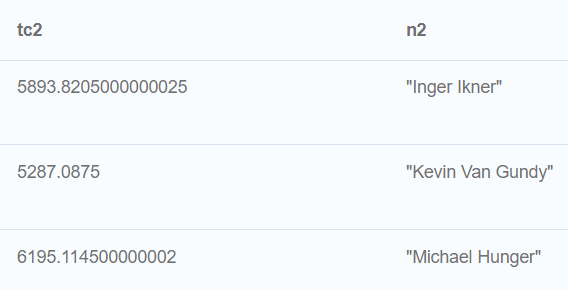 tc2 n2
5893.8205000000025 "Inger Ikner"
5287.0875 "Kevin Van Gundy"
6195.114500000002 "Michael Hunger"